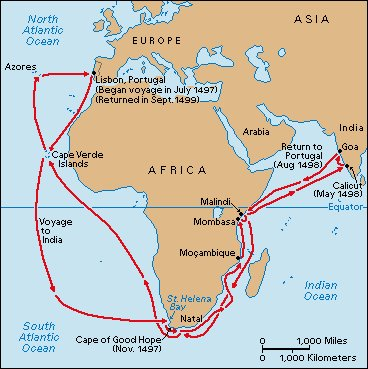 North
Atlantic
Ocean
ASIA
EUROPE
Azores
Lisbon, Portugal
(Began voyage in July 1497)
(Returned in Sept. 1499)
Arabia
India
Return to
Portugal
(Aug 1498)
Goa
Cape Verde
Islands
AFRICA
Calicut
(May 1498)
Malindi
Mombasa
Equator
Voyage
to
India
Moçambique
Indian
Ocean
St. Helena
Bay
Natal
South
Atlantic
Ocean
Cape of Good Hope
(Nov. 1497)
0 1,000 Miles
0 1,000 Kilometers